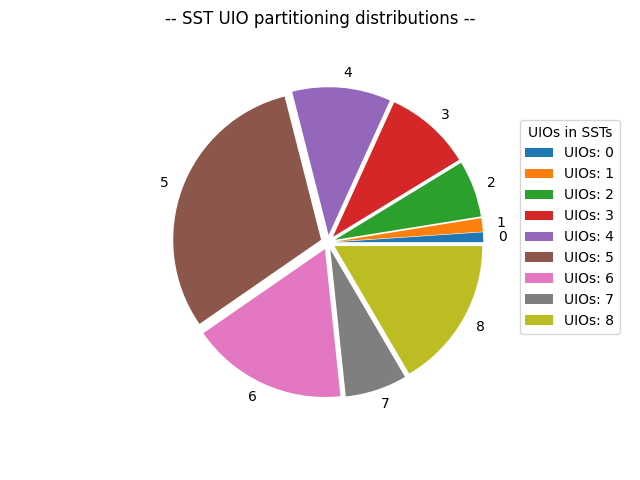 -- SST UIO partitioning distributions --
4
3
5
2
1
0
8
6
7
UIOs in SSTs
UIOs: 0
UIOs: 1
UIOs: 2
UIOs: 3
UIOs: 4
UIOs: 5
UIOs: 6
UIOs: 7
UIOs: 8